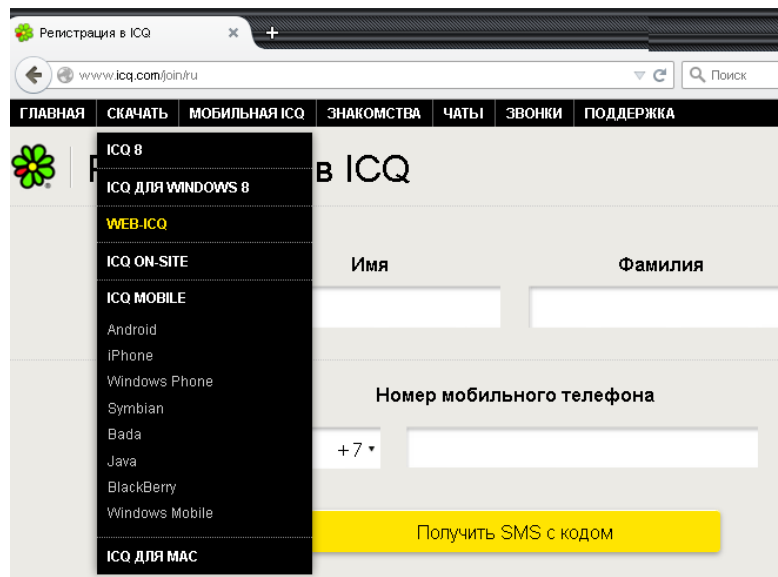 Регистрация в ICQ
www.icq.com/join/ru
Поиск
ГЛАВНАЯ СКАЧАТЬ МОБИЛЬНАЯ ICQ ЗНАКОМСТВА ЧАТЫ ЗВОНКИ ПОДДЕРЖКА
в ICQ
ICQ 8
ICQ ДЛЯ WINDOWS 8
WEB-ICQ
ICQ ON-SITE
ICQ MOBILE
Android
iPhone
Windows Phone
Symbian
Bada
Java
BlackBerry
Windows Mobile
ICQ ДЛЯ MAC
Имя Фамилия
Номер мобильного телефона
+7
Получить SMS с кодом